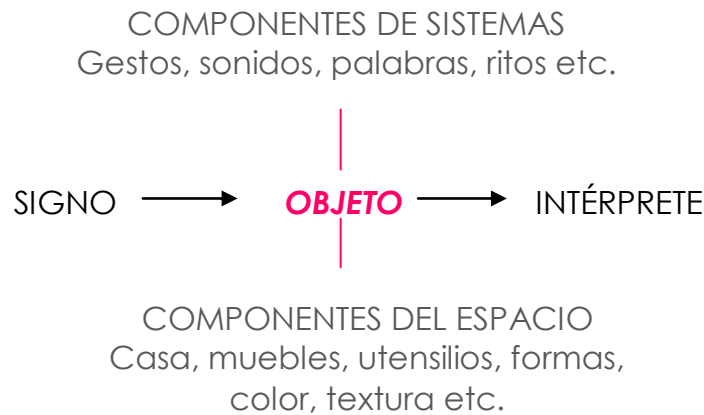 COMPONENTES DE SISTEMAS
Gestos, sonidos, palabras, ritos etc.
SIGNO OBJETO INTÉRPRETE
COMPONENTES DEL ESPACIO
Casa, muebles, utensilios, formas,
color, textura etc.